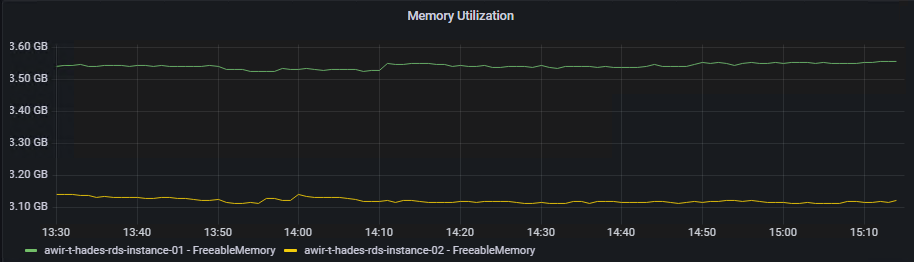 Memory Utilization
3.60 GB
3.50 GB
3.40 GB
3.30 GB
3.20 GB
3.10 GB
13:30 13:40 13:50 14:00 14:10 14:20 14:30 14:40 14:50 15:00 15:10
awir-t-hades-rds-instance-01 - FreeableMemory awir-t-hades-rds-instance-02 - FreeableMemory